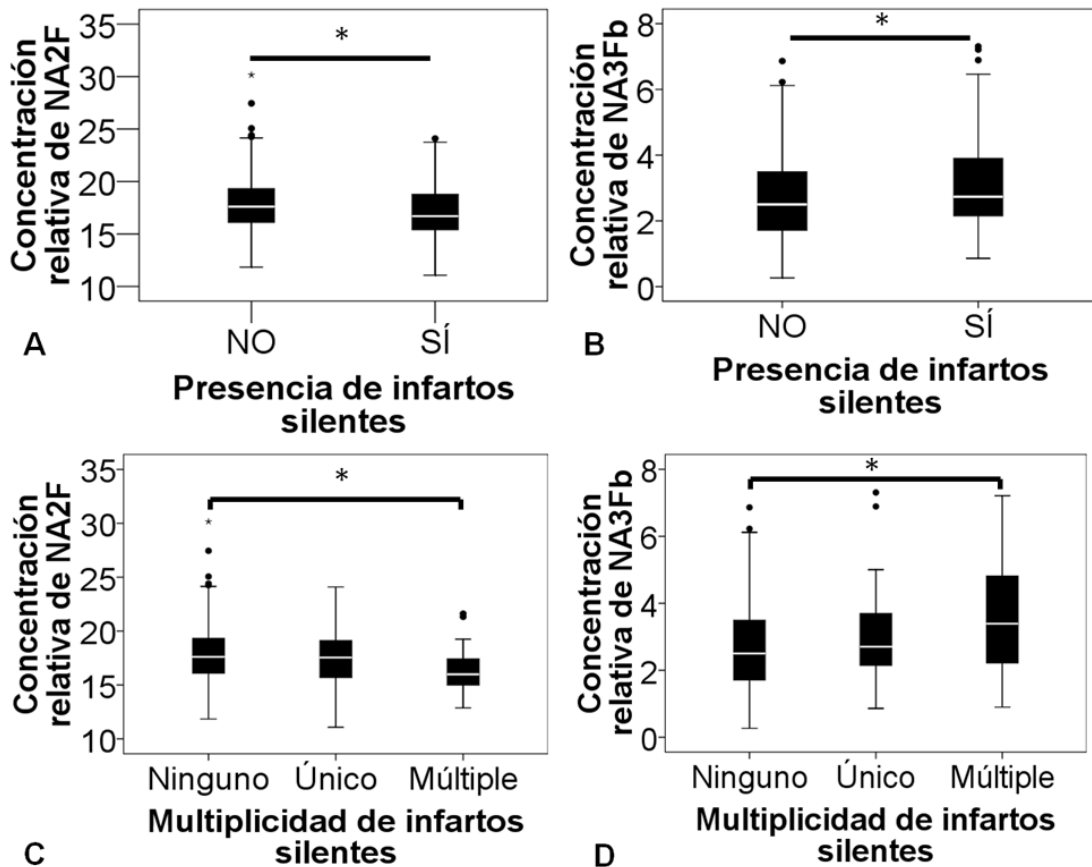 Concentración
relativa de NA2F
35
30
25
20
15
10
*
*
NO
SÍ
A
Presencia de infartos
silentes
Concentración
relativa de NA3Fb
8
6
4
2
0
*
NO
SÍ
B
Presencia de infartos
silentes
Concentración
relativa de NA2F
35
30
25
20
15
10
*
*
Ninguno
Único
Múltiple
C
Multiplicidad de infartos
silentes
Concentración
relativa de NA3Fb
8
6
4
2
0
*
Ninguno
Único
Múltiple
D
Multiplicidad de infartos
silentes